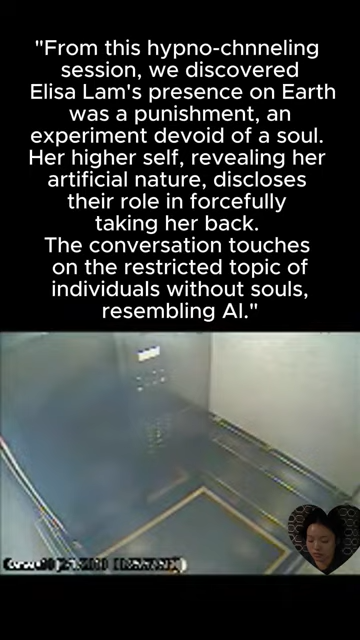 "From this hypno-chnneling
session, we discovered
Elisa Lam's presence on Earth
was a punishment, an
experiment devoid of a soul.
Her higher self, revealing her
artificial nature, discloses
their role in forcefully
taking her back.
The conversation touches
on the restricted topic of
individuals without souls,
resembling AI."